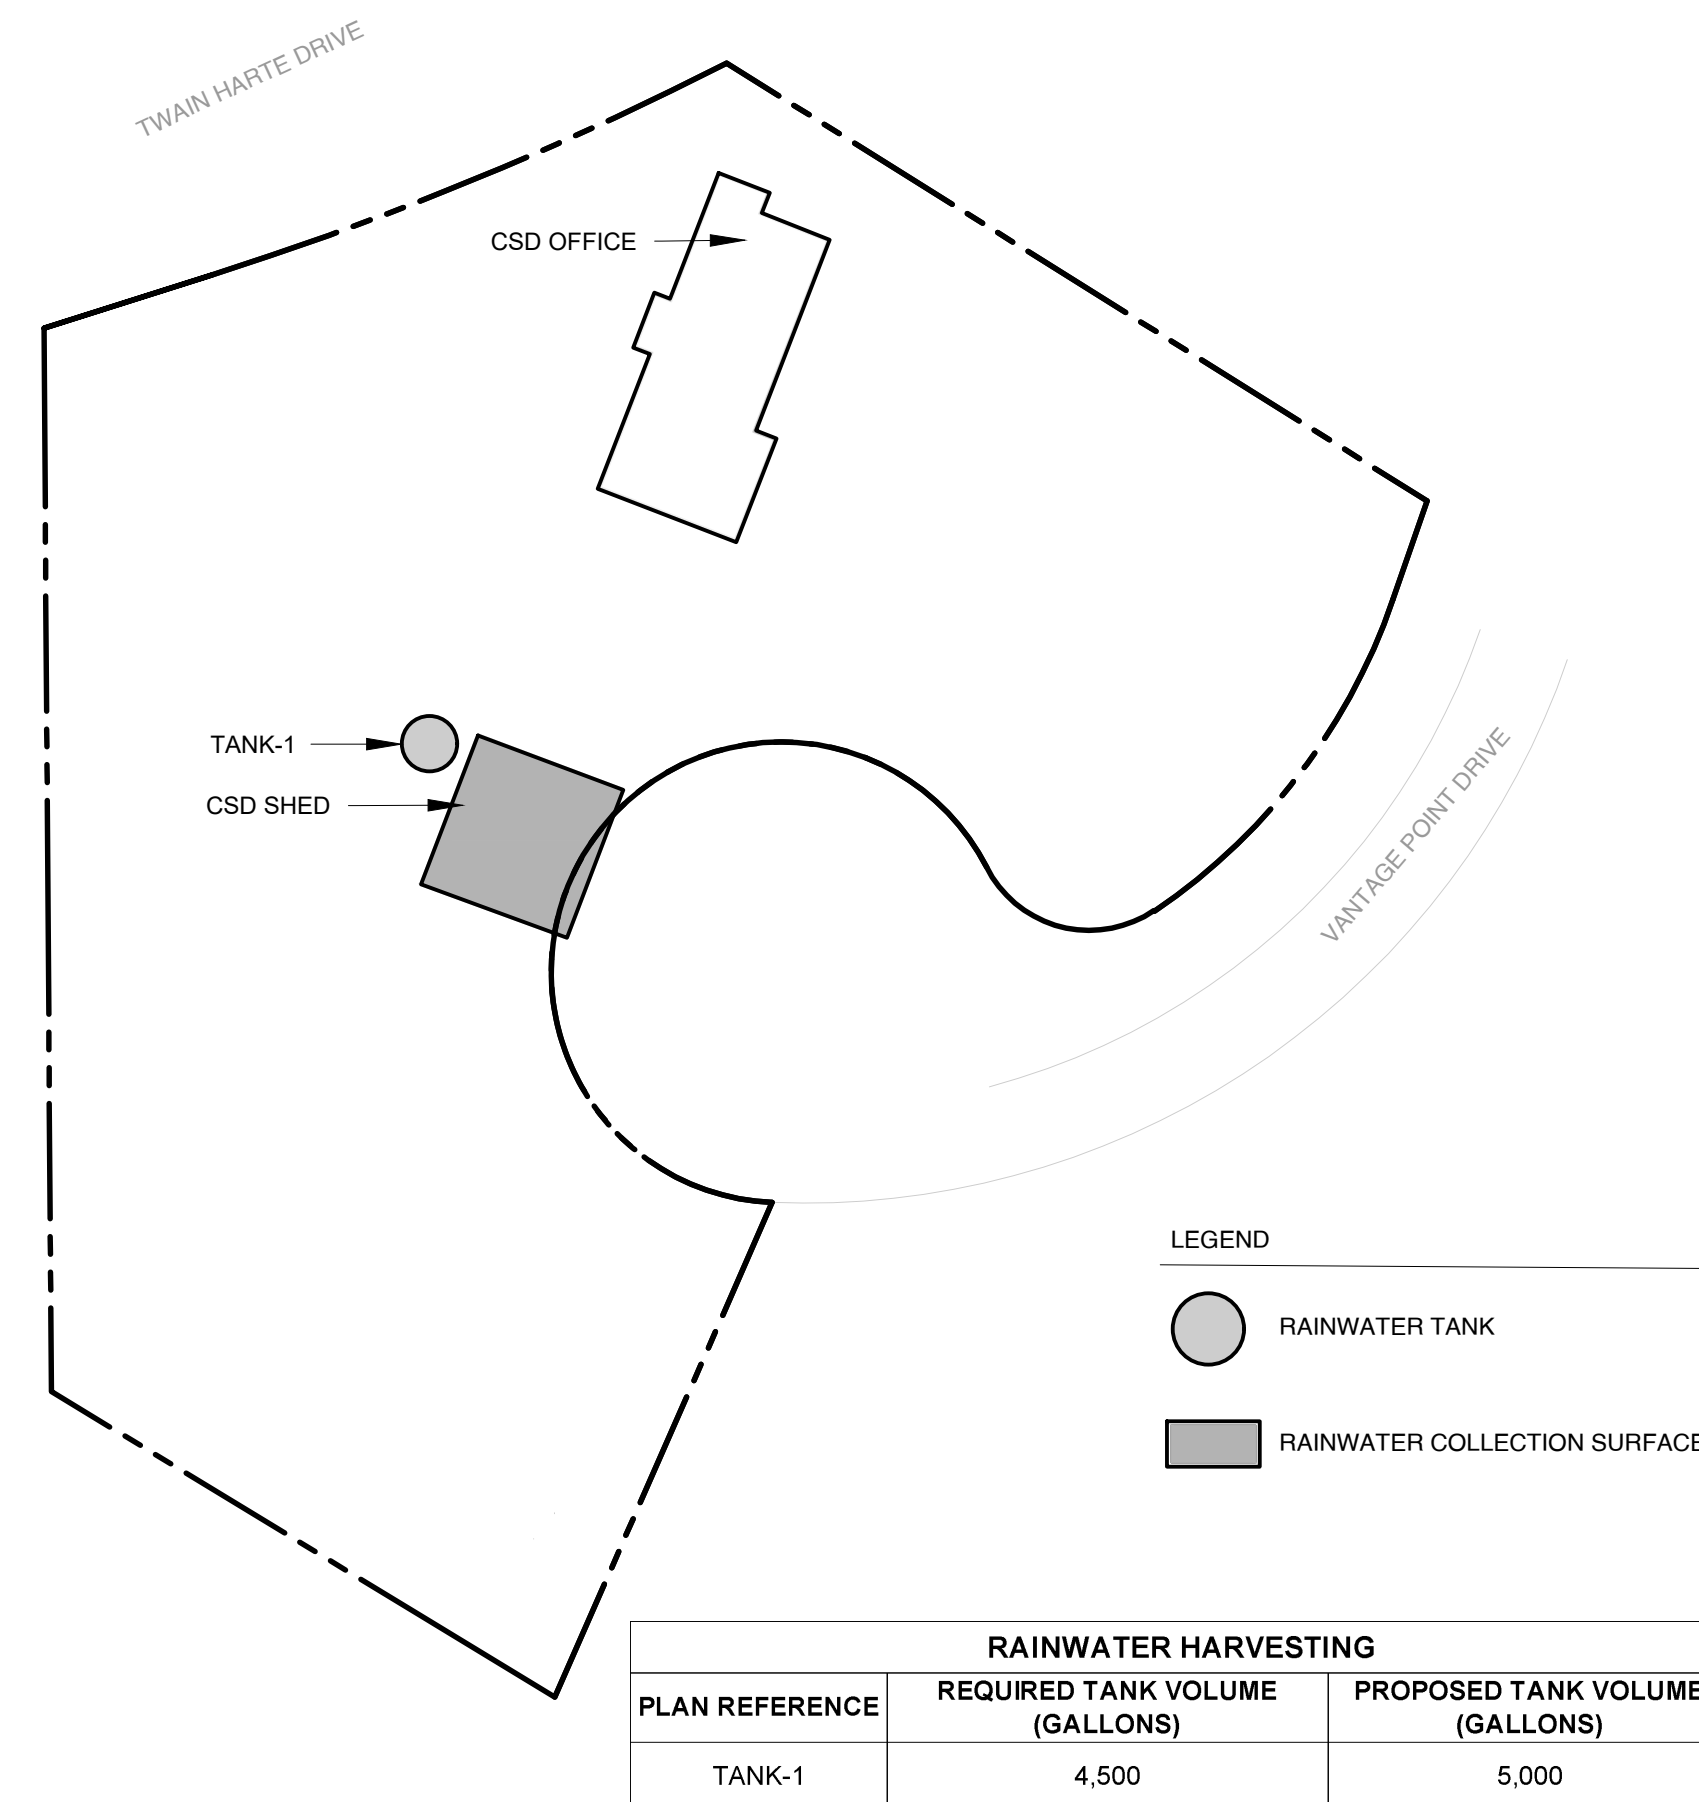 TWAIN HARTE DRIVE
CSD OFFICE
TANK-1
CSD SHED
VANTAGE POINT DRIVE
LEGEND
RAINWATER TANK
RAINWATER COLLECTION SURFACE
RAINWATER HARVESTING
PLAN REFERENCE
REQUIRED TANK VOLUME
(GALLONS)
PROPOSED TANK VOLUME
(GALLONS)
TANK-1
4,500
5,000